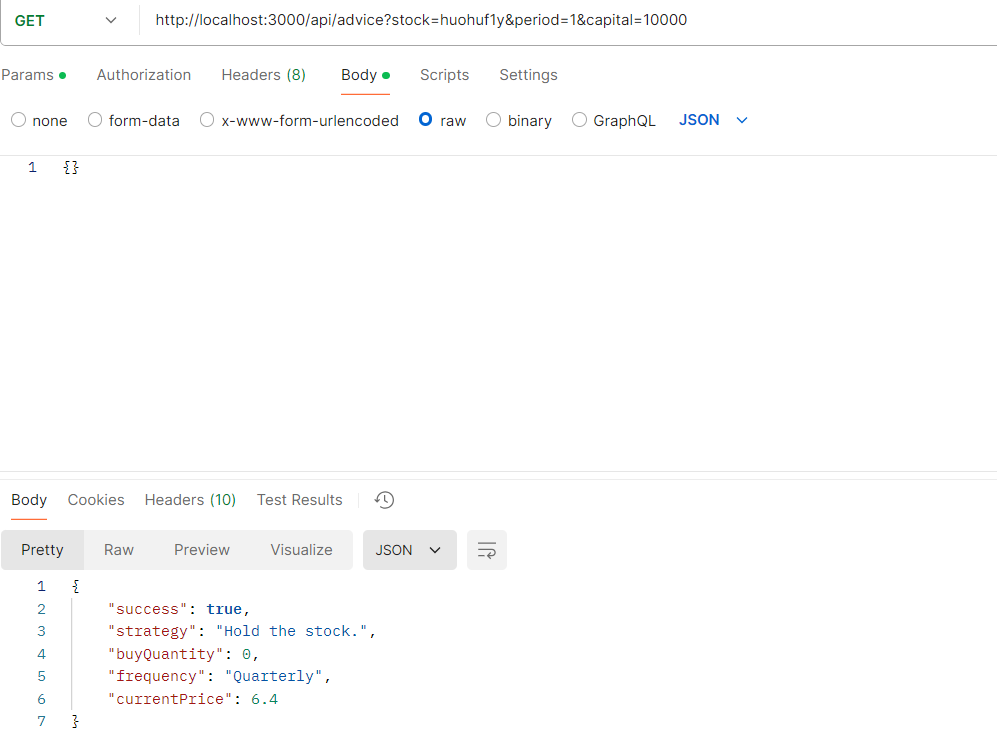 GET http://localhost:3000/api/advice?stock=huohuf1y&period=1&capital=10000
Params Authorization Headers (8) Body Scripts Settings
none form-data x-www-form-urlencoded raw binary GraphQL JSON
1 {}
Body Cookies Headers (10) Test Results
Pretty Raw Preview Visualize JSON
1 {
2 "success": true,
3 "strategy": "Hold the stock.",
4 "buyQuantity": 0,
5 "frequency": "Quarterly",
6 "currentPrice": 6.4
7 }